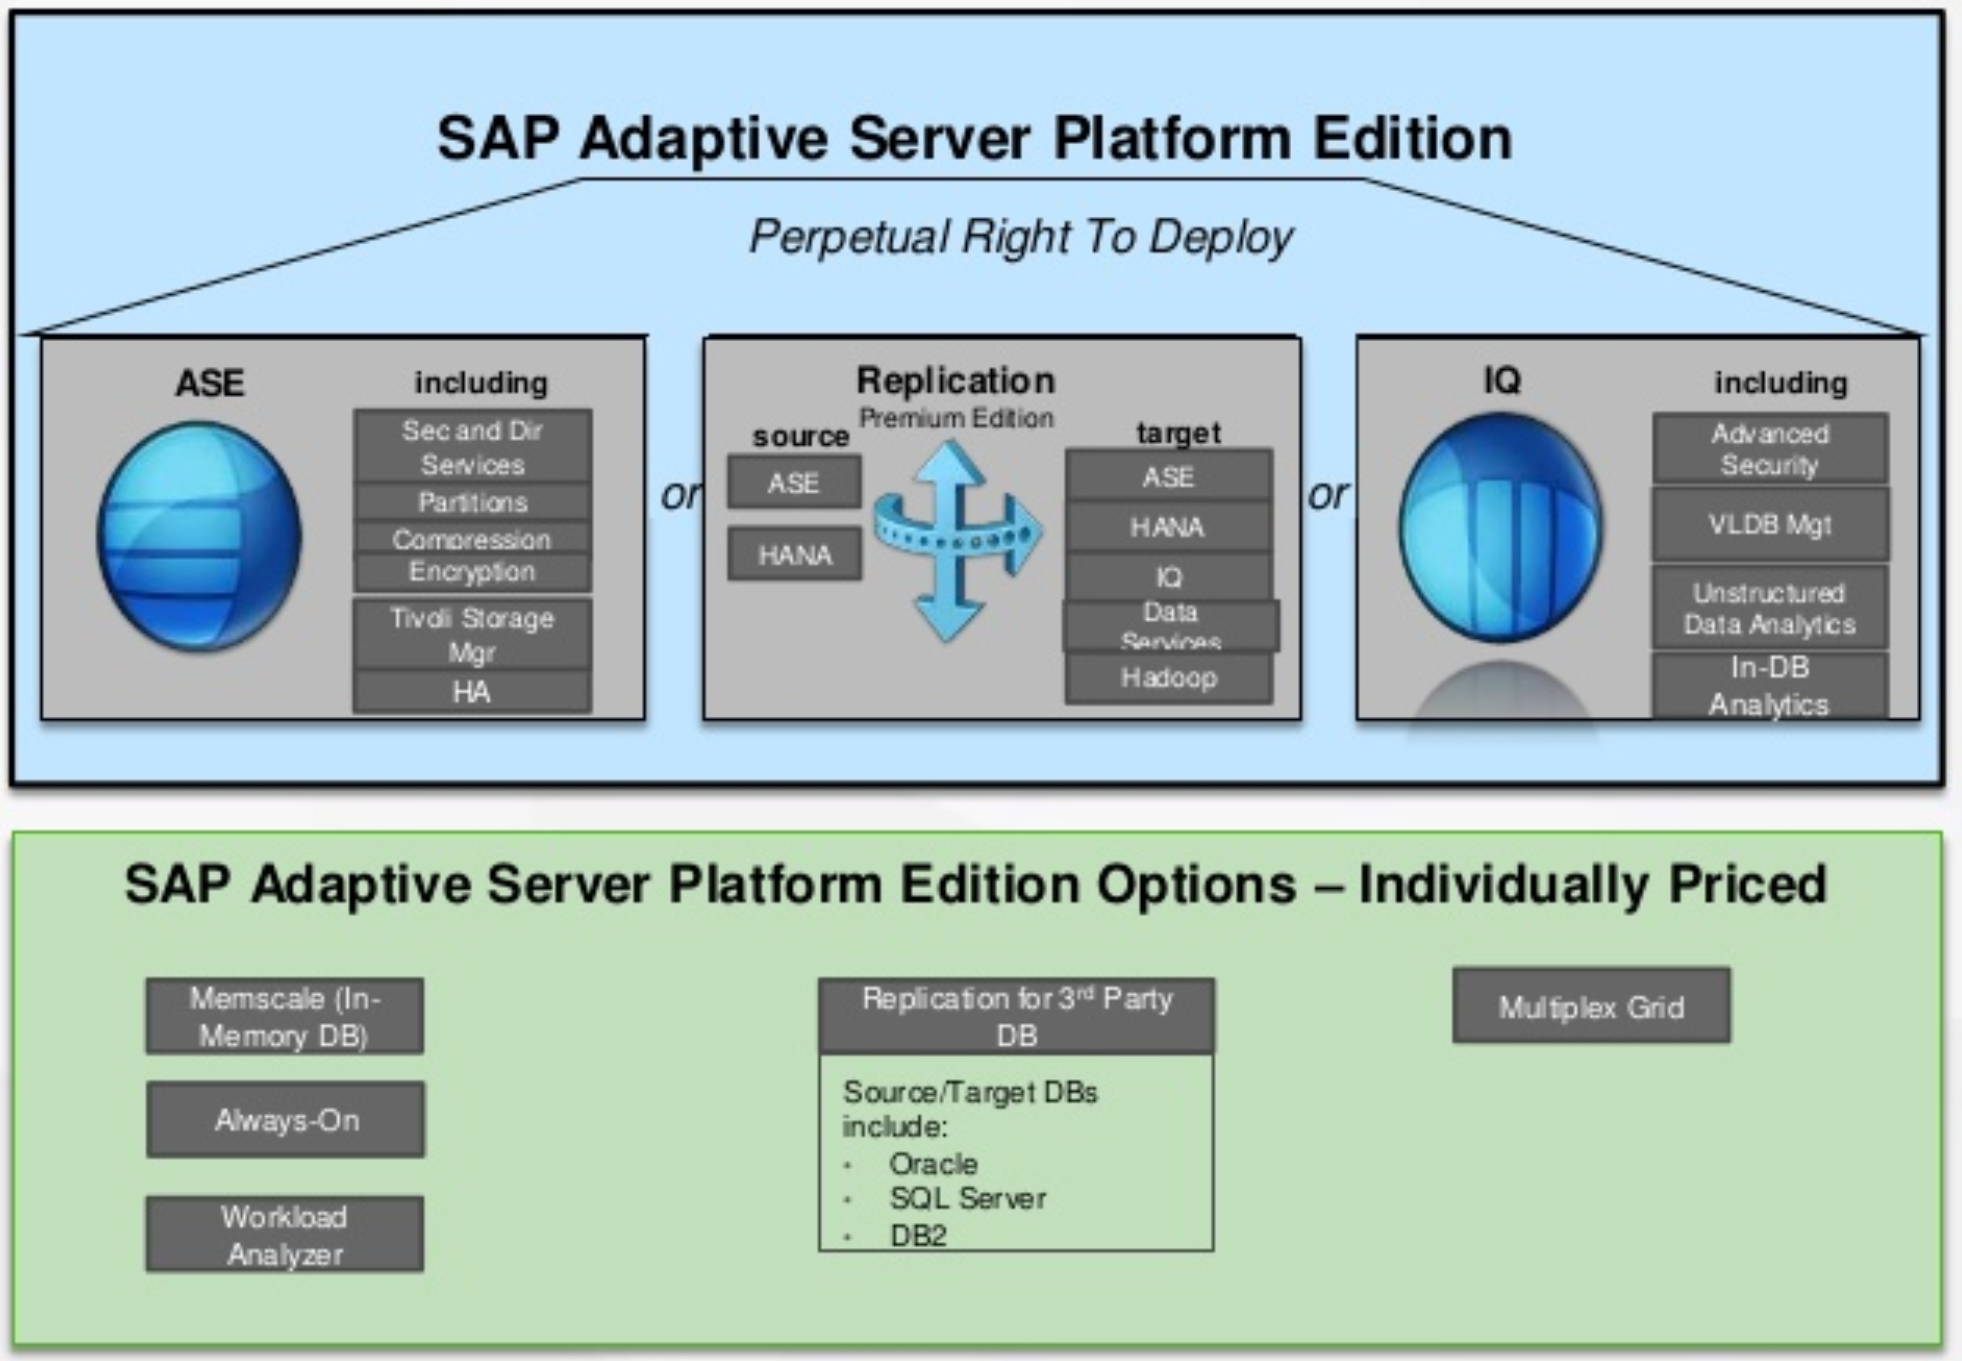 SAP Adaptive Server Platform Edition
Perpetual Right To Deploy
ASE
including
Sec and Dir
Services
Partitions
Compression
Encryption
Tivoli Storage
Mgr
HA
or
Replication
Premium Edition
source
ASE
HANA
target
ASE
HANA
IQ
Data
Services
Hadoop
or
IQ
including
Advanced
Security
VLDB Mgt
Unstructured
Data Analytics
In-DB
Analytics
SAP Adaptive Server Platform Edition Options – Individually Priced
Memscale (In-
Memory DB)
Always-On
Workload
Analyzer
Replication for 3rd Party
DB
Source/Target DBs
include:
• Oracle
• SQL Server
• DB2
Multiplex Grid